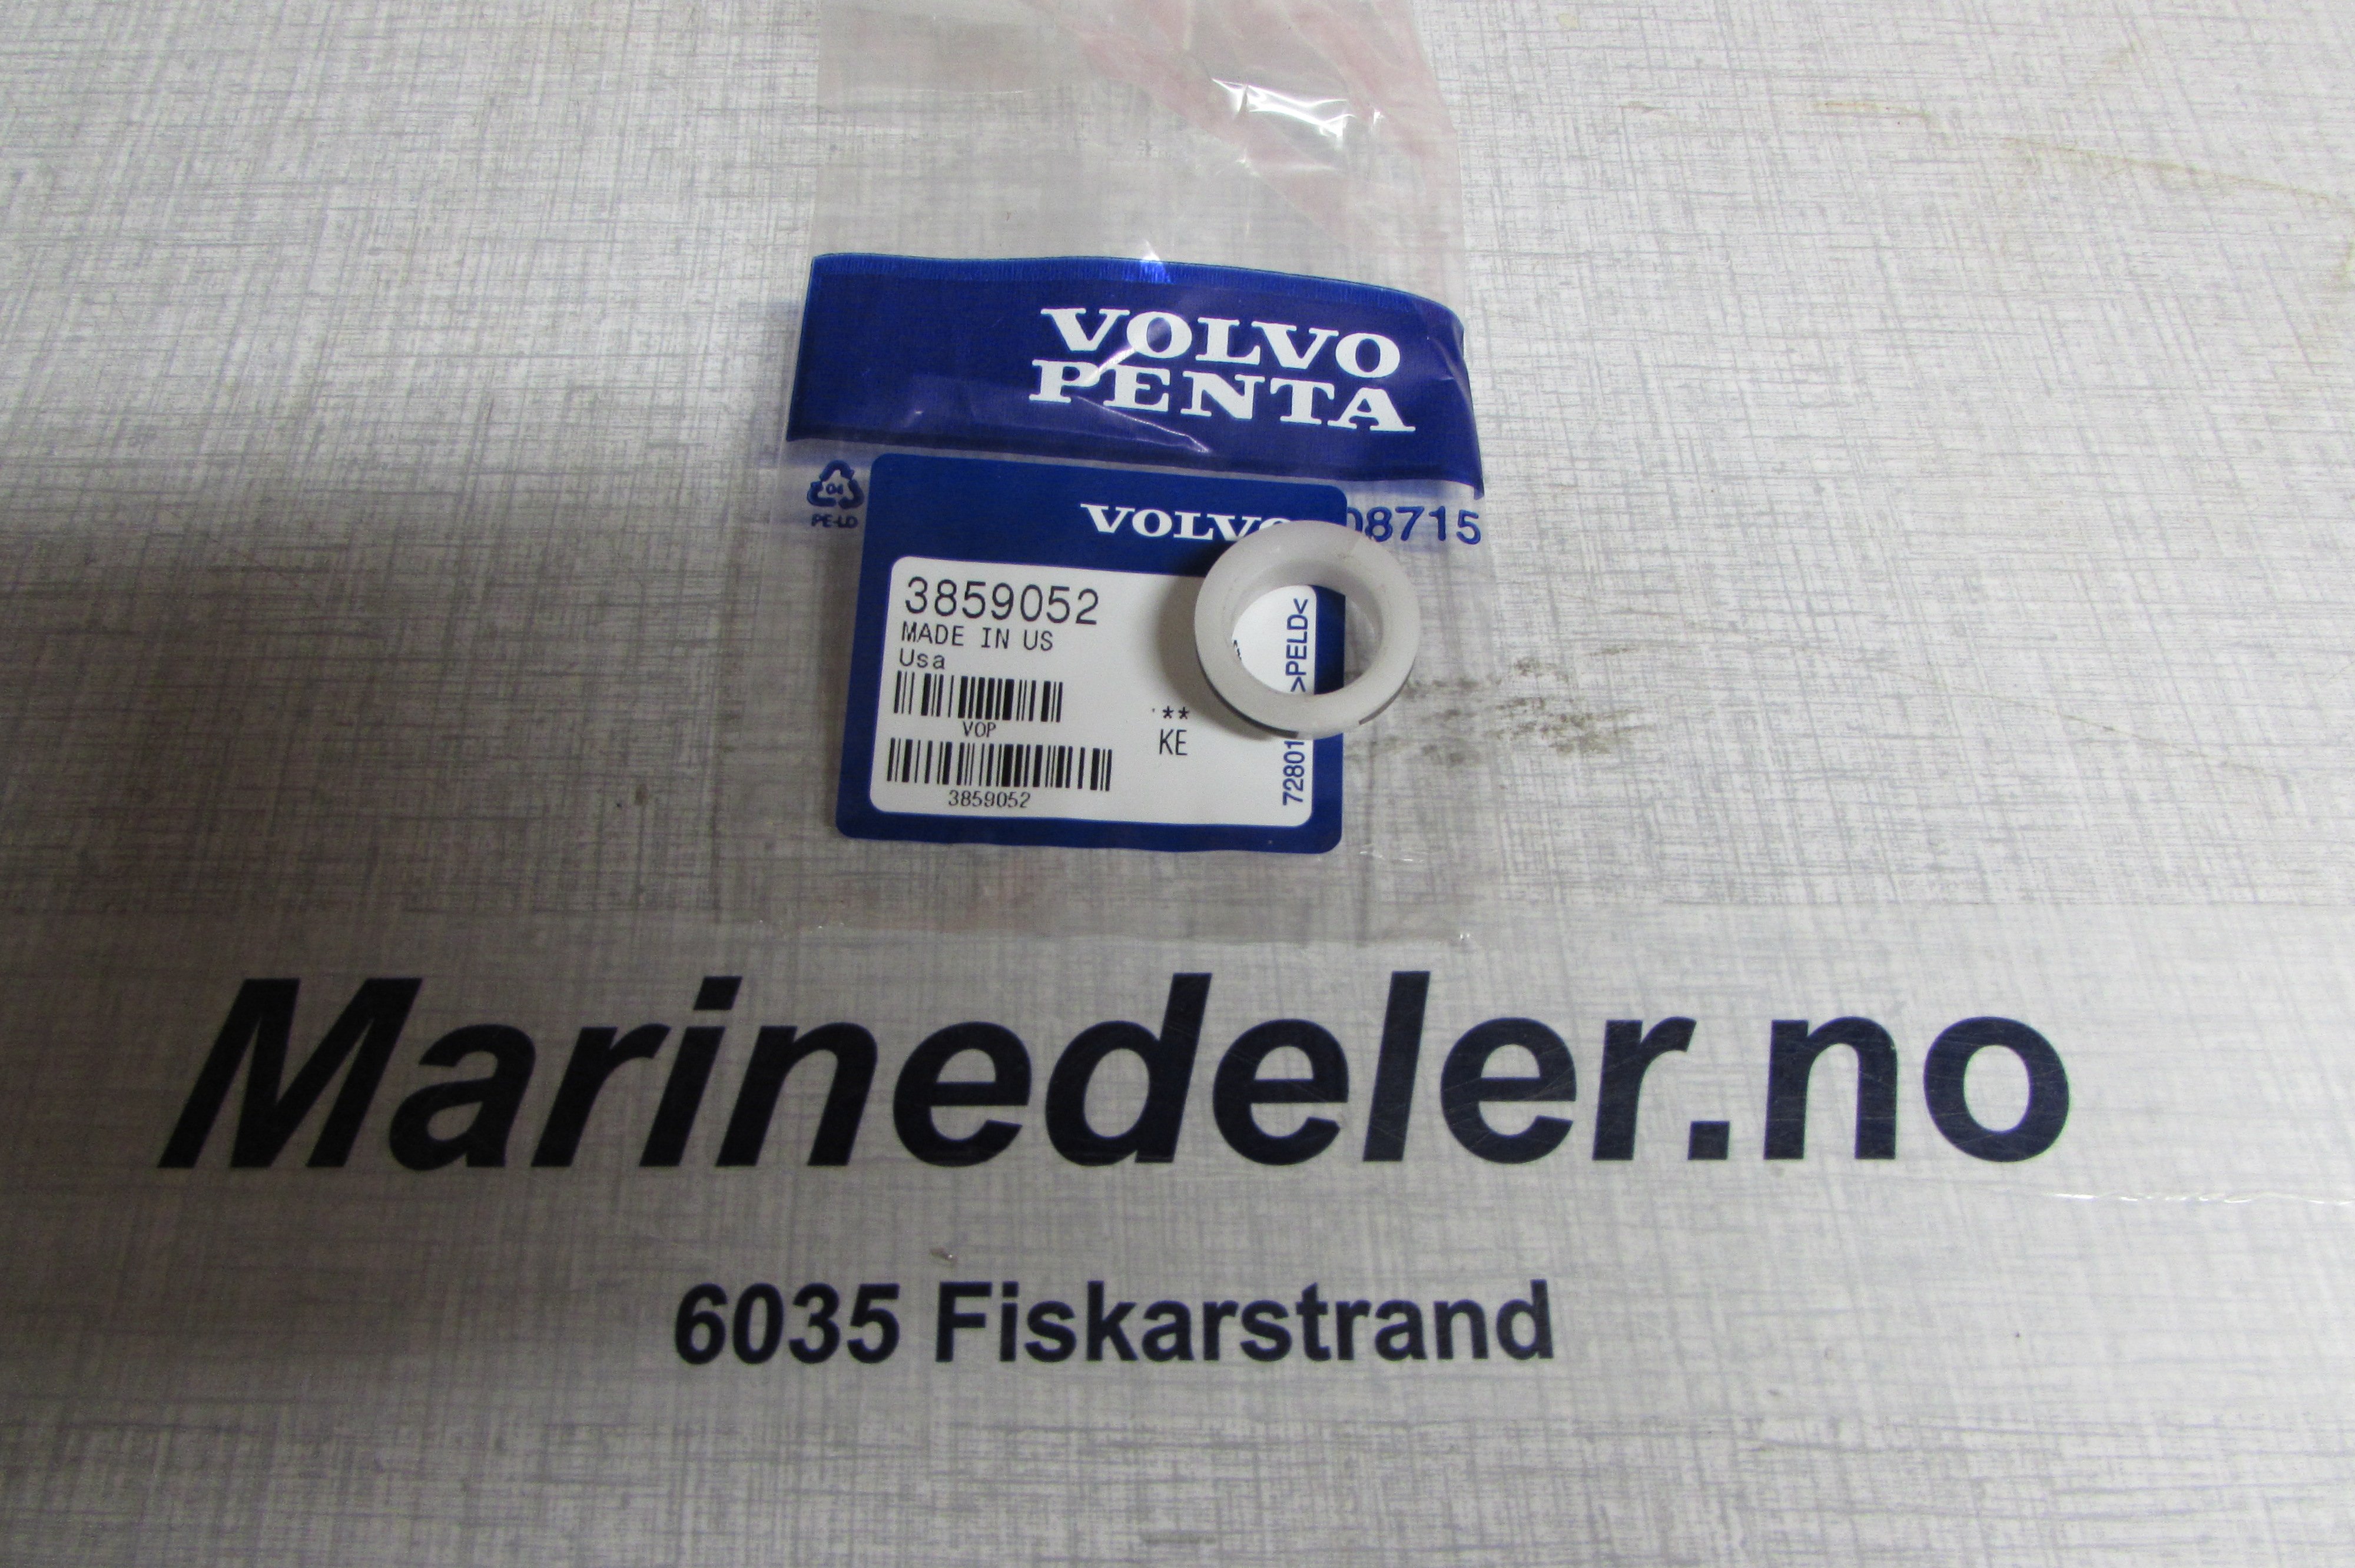 VOLVO
PENTA
04
PE-LD
08715
VOLVO
3859052
MADE IN US
Usa
VOP
**
KE
3859052
>PELD<
72801
Marinedeler.no
6035 Fiskarstrand